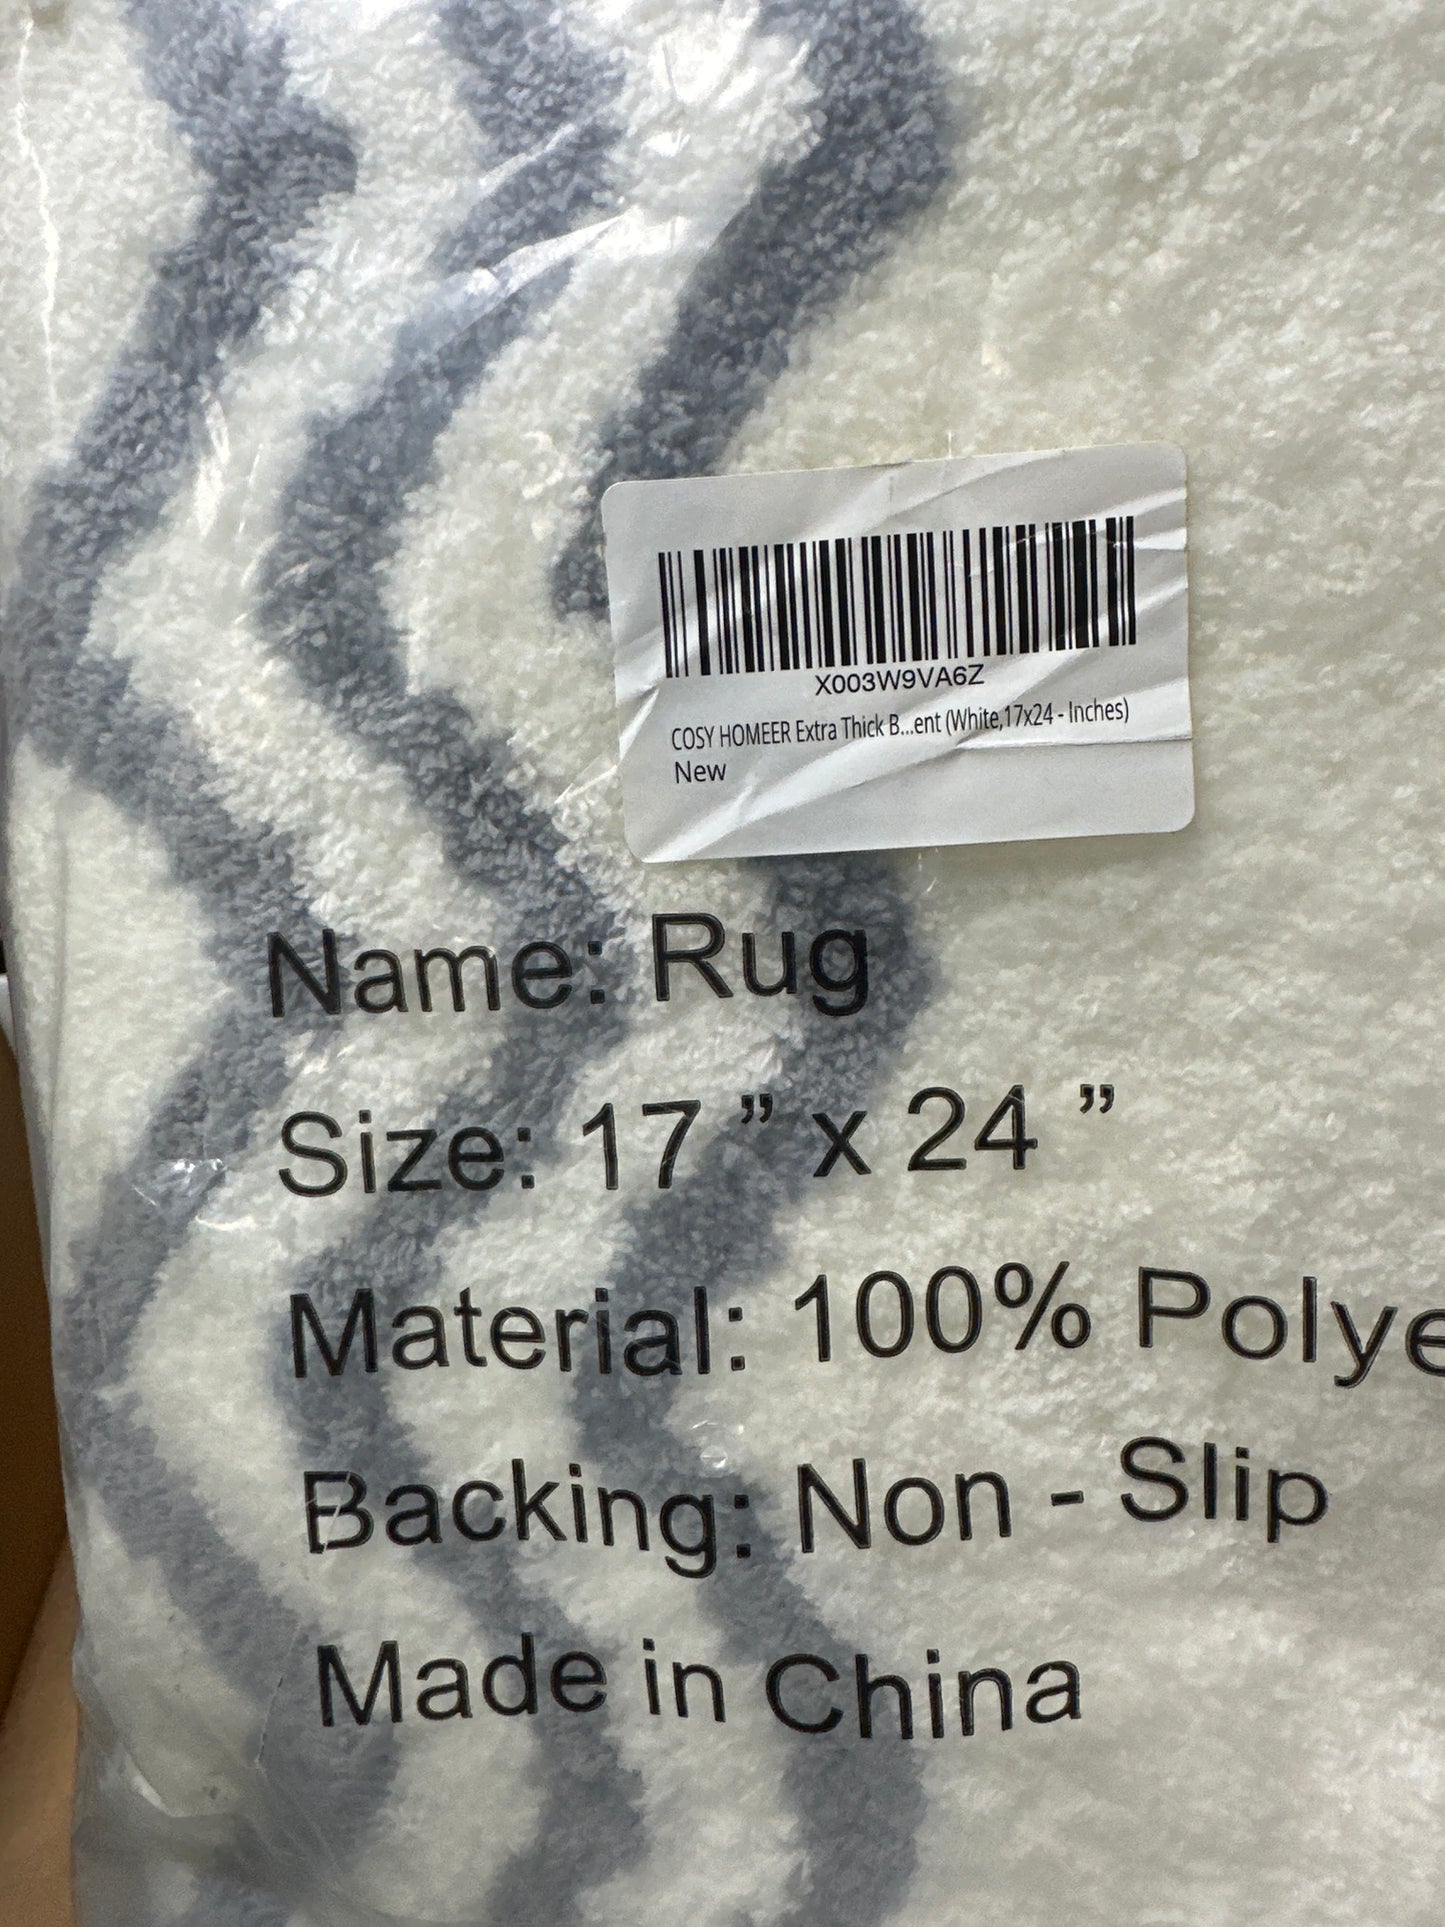 X003W9VA6Z
COSY HOMEER Extra Thick B...ent (White,17x24 - Inches)
New
Name: Rug
Size: 17 ” x 24 ”
Material: 100% Polye
Backing: Non - Slip
Made in China